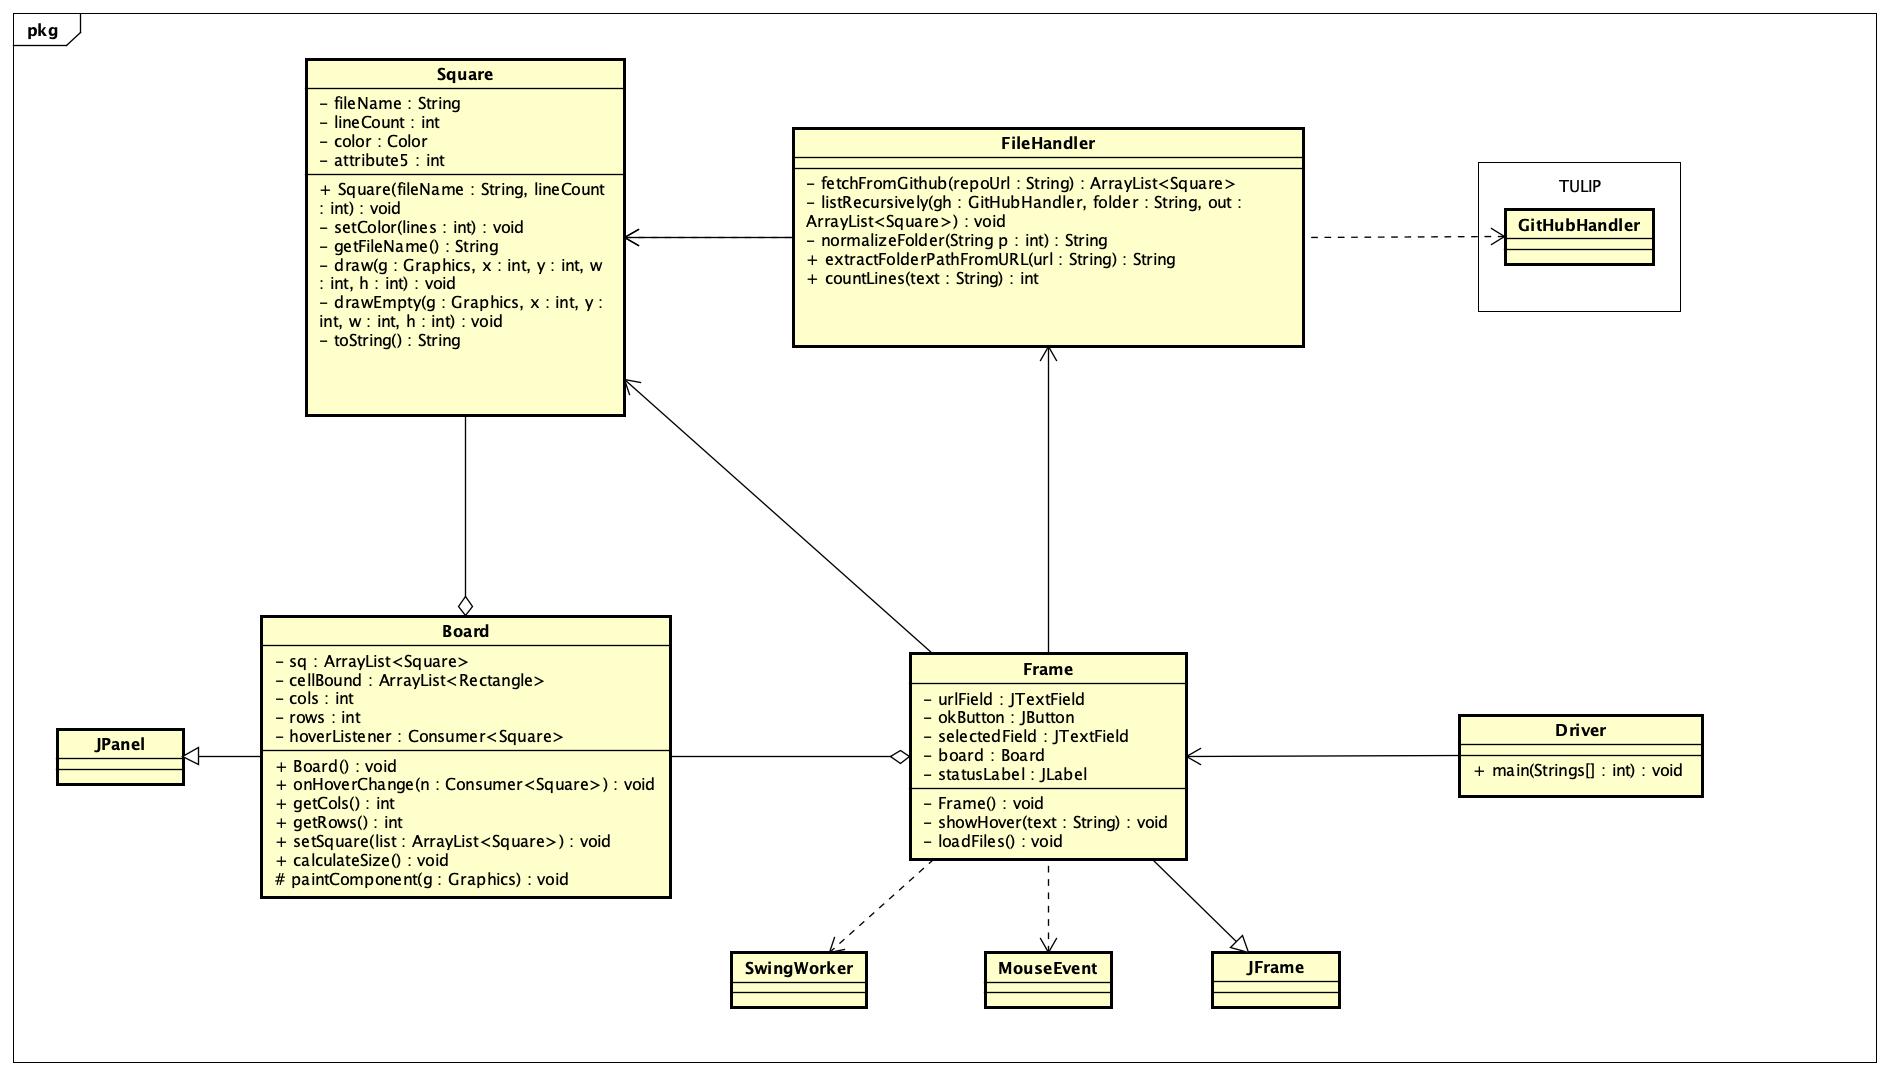 pkg
Square
- fileName : String
- lineCount : int
- color : Color
- attribute5 : int
+ Square(fileName : String, lineCount
: int) : void
- setColor(lines : int) : void
- getFileName() : String
- draw(g : Graphics, x : int, y : int, w
: int, h : int) : void
- drawEmpty(g : Graphics, x : int, y :
int, w : int, h : int) : void
- toString() : String
FileHandler
- fetchFromGithub(repoUrl : String) : ArrayList<Square>
- listRecursively(gh : GitHubHandler, folder : String, out :
ArrayList<Square>) : void
- normalizeFolder(String p : int) : String
+ extractFolderPathFromURL(url : String) : String
+ countLines(text : String) : int
TULIP
GitHubHandler
Board
- sq : ArrayList<Square>
- cellBound : ArrayList<Rectangle>
- cols : int
- rows : int
- hoverListener : Consumer<Square>
+ Board() : void
+ onHoverChange(n : Consumer<Square>) : void
+ getCols() : int
+ getRows() : int
+ setSquare(list : ArrayList<Square>) : void
+ calculateSize() : void
# paintComponent(g : Graphics) : void
JPanel
Frame
- urlField : JTextField
- okButton : JButton
- selectedField : JTextField
- board : Board
- statusLabel : JLabel
- Frame() : void
- showHover(text : String) : void
- loadFiles() : void
Driver
+ main(Strings[] : int) : void
SwingWorker
MouseEvent
JFrame